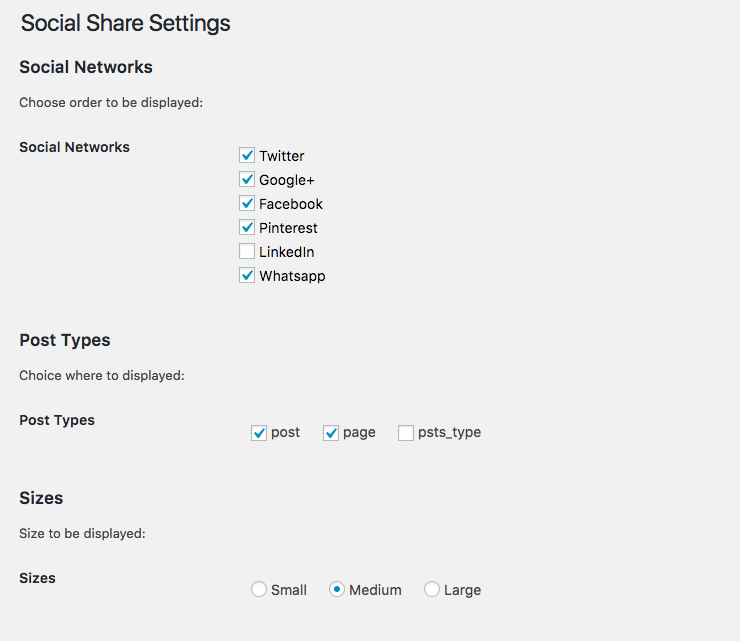 Social Share Settings
Social Networks
Choose order to be displayed:
Social Networks
Twitter
Google+
Facebook
Pinterest
LinkedIn
Whatsapp
Post Types
Choice where to displayed:
Post Types
post page psts_type
Sizes
Size to be displayed:
Sizes
Small Medium Large